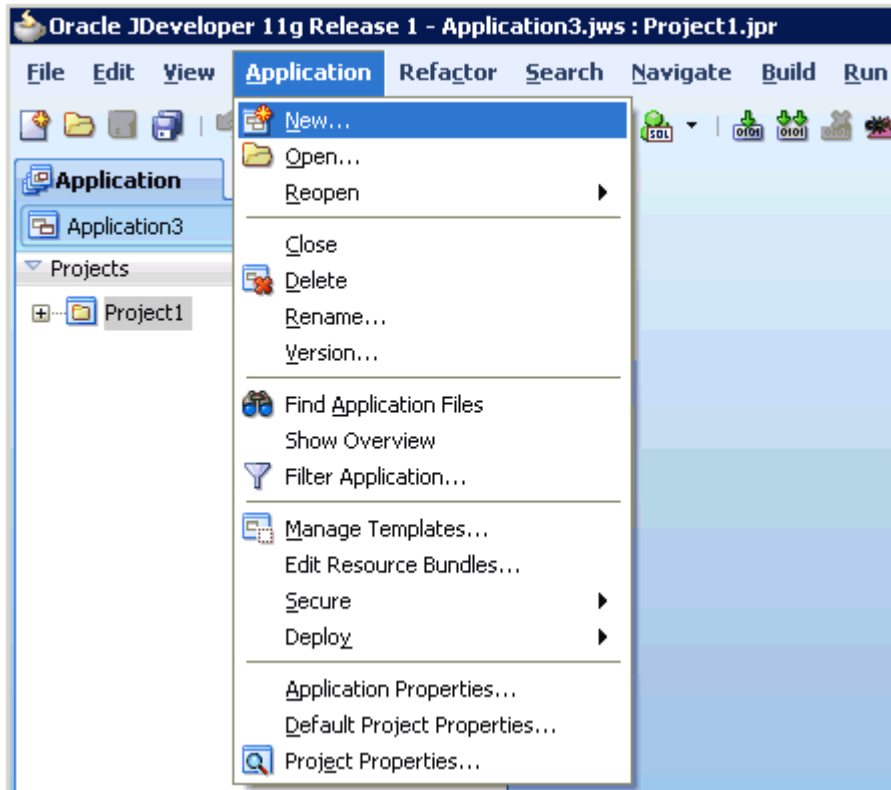 Oracle JDeveloper 11g Release 1 - Application3.jws : Project1.jpr
File Edit View Application Refactor Search Navigate Build Run
New...
Open...
Reopen
Close
Delete
Rename...
Version...
Find Application Files
Show Overview
Filter Application...
Manage Templates...
Edit Resource Bundles...
Secure
Deploy
Application Properties...
Default Project Properties...
Project Properties...
SQL
Application
Application3
Projects
Project1